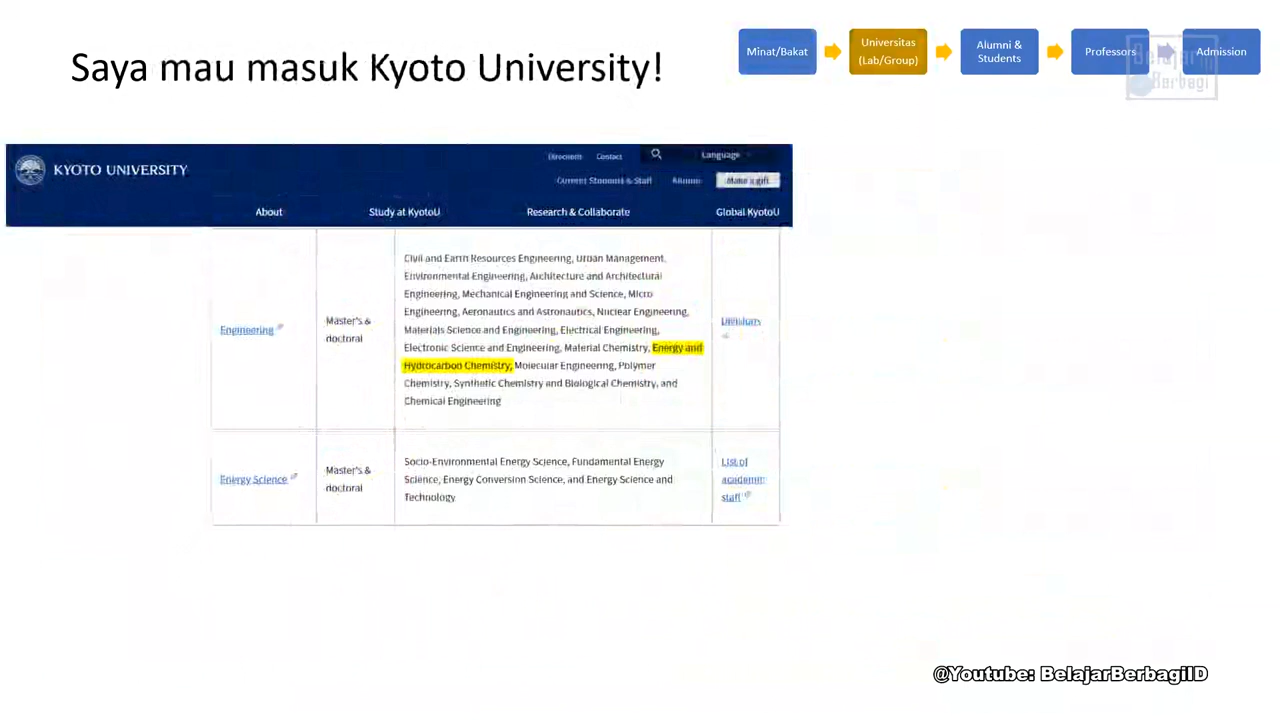 Saya mau masuk Kyoto University!
Minat/Bakat
Universitas
(Lab/Group)
Alumni &
Students
Professors
Admission
Belajar
Berbagi
KYOTO UNIVERSITY
Directions Contact
Language
Current Students & Staff Alumni Make a gift
About Study at KyotoU Research & Collaborate Global KyotoU
Engineering
Master's &
doctoral
Civil and Earth Resources Engineering, Urban Management,
Environmental Engineering, Architecture and Architectural
Engineering, Mechanical Engineering and Science, Micro
Engineering, Aeronautics and Astronautics, Nuclear Engineering,
Materials Science and Engineering, Electrical Engineering,
Electronic Science and Engineering, Material Chemistry, Energy and
Hydrocarbon Chemistry, Molecular Engineering, Polymer
Chemistry, Synthetic Chemistry and Biological Chemistry, and
Chemical Engineering
Divisions
Energy Science
Master's &
doctoral
Socio-Environmental Energy Science, Fundamental Energy
Science, Energy Conversion Science, and Energy Science and
Technology
List of
academic
staff
@Youtube: BelajarBerbagiID